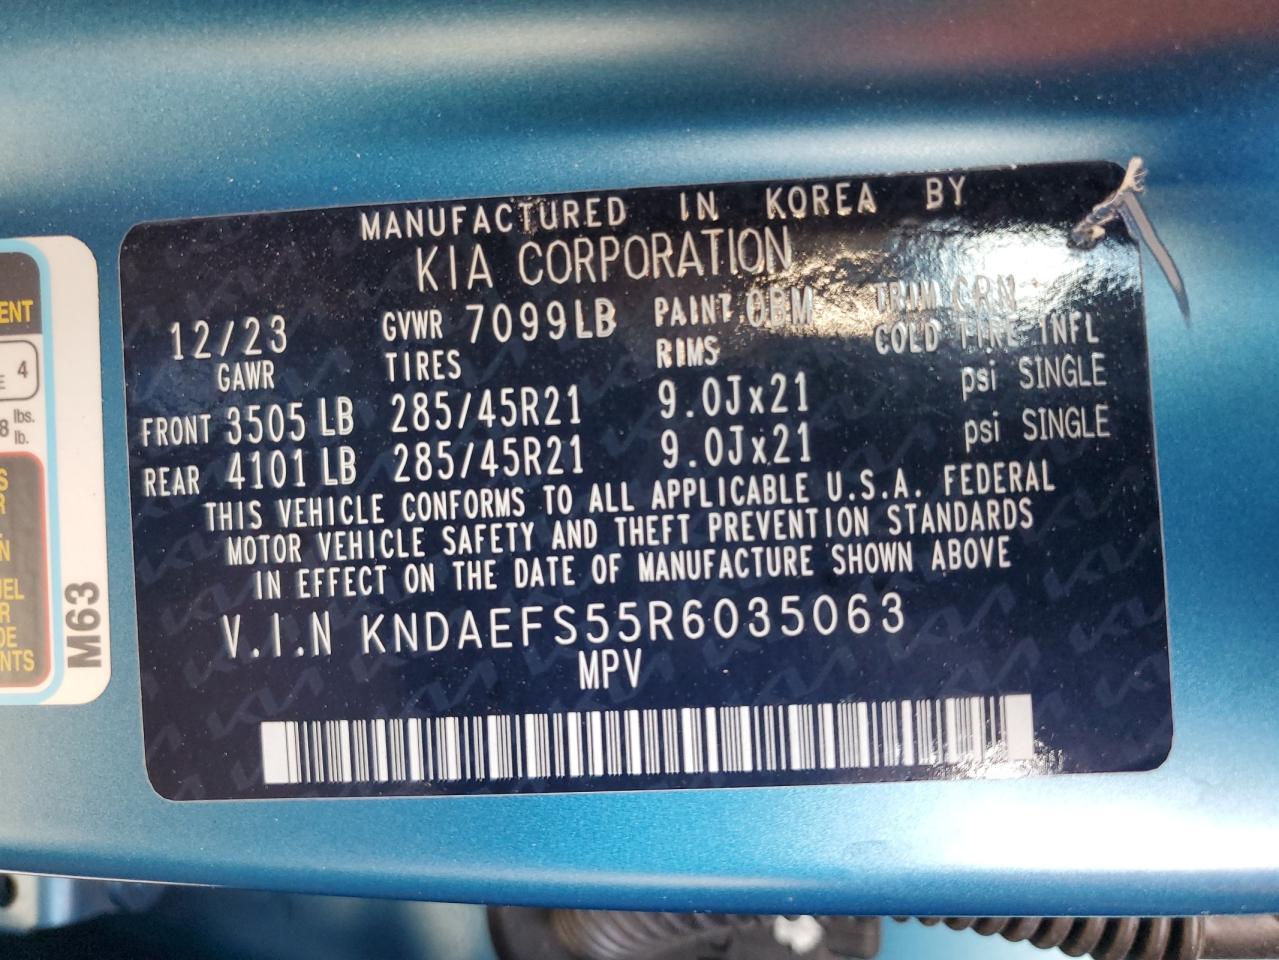 MANUFACTURED IN KOREA BY
KIA CORPORATION
12/23 GVWR 7099LB PAINT OBM TRIM CRN
GAWR TIRES RIMS COLD TIRE INFL
FRONT 3505 LB 285/45R21 9.0Jx21 psi SINGLE
REAR 4101 LB 285/45R21 9.0Jx21 psi SINGLE
THIS VEHICLE CONFORMS TO ALL APPLICABLE U.S.A. FEDERAL
MOTOR VEHICLE SAFETY AND THEFT PREVENTION STANDARDS
IN EFFECT ON THE DATE OF MANUFACTURE SHOWN ABOVE
V.I.N KNDAEFS55R6035063
MPV
M63
4
lbs.
lb.